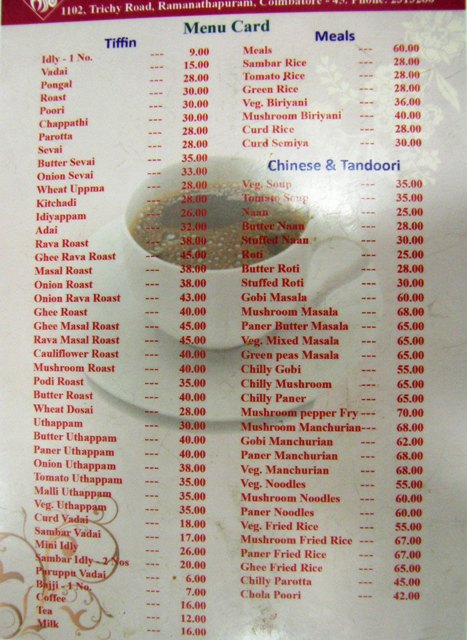 1102, Trichy Road, Ramanathapuram, Coimbatore - 45. Phone: 2315266
Menu Card
Tiffin
Idly - 1 No. --- 9.00
Vadai --- 15.00
Pongal --- 28.00
Roast --- 30.00
Poori --- 30.00
Chappathi --- 30.00
Parotta --- 28.00
Sevai --- 28.00
Butter Sevai --- 35.00
Onion Sevai --- 33.00
Wheat Uppma --- 28.00
Kitchadi --- 28.00
Idiyappam --- 26.00
Adai --- 32.00
Rava Roast --- 38.00
Ghee Rava Roast --- 45.00
Masal Roast --- 38.00
Onion Roast --- 38.00
Onion Rava Roast --- 43.00
Ghee Roast --- 40.00
Ghee Masal Roast --- 45.00
Rava Masal Roast --- 45.00
Cauliflower Roast --- 40.00
Mushroom Roast --- 40.00
Podi Roast --- 35.00
Butter Roast --- 40.00
Wheat Dosai --- 28.00
Uthappam --- 30.00
Butter Uthappam --- 40.00
Paner Uthappam --- 40.00
Onion Uthappam --- 38.00
Tomato Uthappam --- 35.00
Malli Uthappam --- 35.00
Veg. Uthappam --- 35.00
Curd Vadai --- 18.00
Sambar Vadai --- 17.00
Mini Idly --- 26.00
Sambar Idly - 2 Nos --- 20.00
Paruppu Vadai --- 6.00
Bajji - 1 No. --- 7.00
Coffee --- 16.00
Tea --- 12.00
Milk --- 16.00
Meals
Meals ---- 60.00
Sambar Rice ---- 28.00
Tomato Rice ---- 28.00
Green Rice ---- 28.00
Veg. Biriyani ---- 36.00
Mushroom Biriyani ---- 40.00
Curd Rice ---- 28.00
Curd Semiya ---- 30.00
Chinese & Tandoori
Veg. Soup ---- 35.00
Tomato Soup ---- 35.00
Naan ---- 25.00
Butter Naan ---- 28.00
Stuffed Naan ---- 30.00
Roti ---- 25.00
Butter Roti ---- 28.00
Stuffed Roti ---- 30.00
Gobi Masala ---- 60.00
Mushroom Masala ---- 68.00
Paner Butter Masala ---- 65.00
Veg. Mixed Masala ---- 65.00
Green peas Masala ---- 65.00
Chilly Gobi ---- 55.00
Chilly Mushroom ---- 65.00
Chilly Paner ---- 65.00
Mushroom pepper Fry ---- 70.00
Mushroom Manchurian ---- 68.00
Gobi Manchurian ---- 62.00
Paner Manchurian ---- 68.00
Veg. Manchurian ---- 68.00
Veg. Noodles ---- 55.00
Mushroom Noodles ---- 60.00
Paner Noodles ---- 60.00
Veg. Fried Rice ---- 55.00
Mushroom Fried Rice ---- 67.00
Paner Fried Rice ---- 67.00
Ghee Fried Rice ---- 65.00
Chilly Parotta ---- 45.00
Chola Poori ---- 42.00